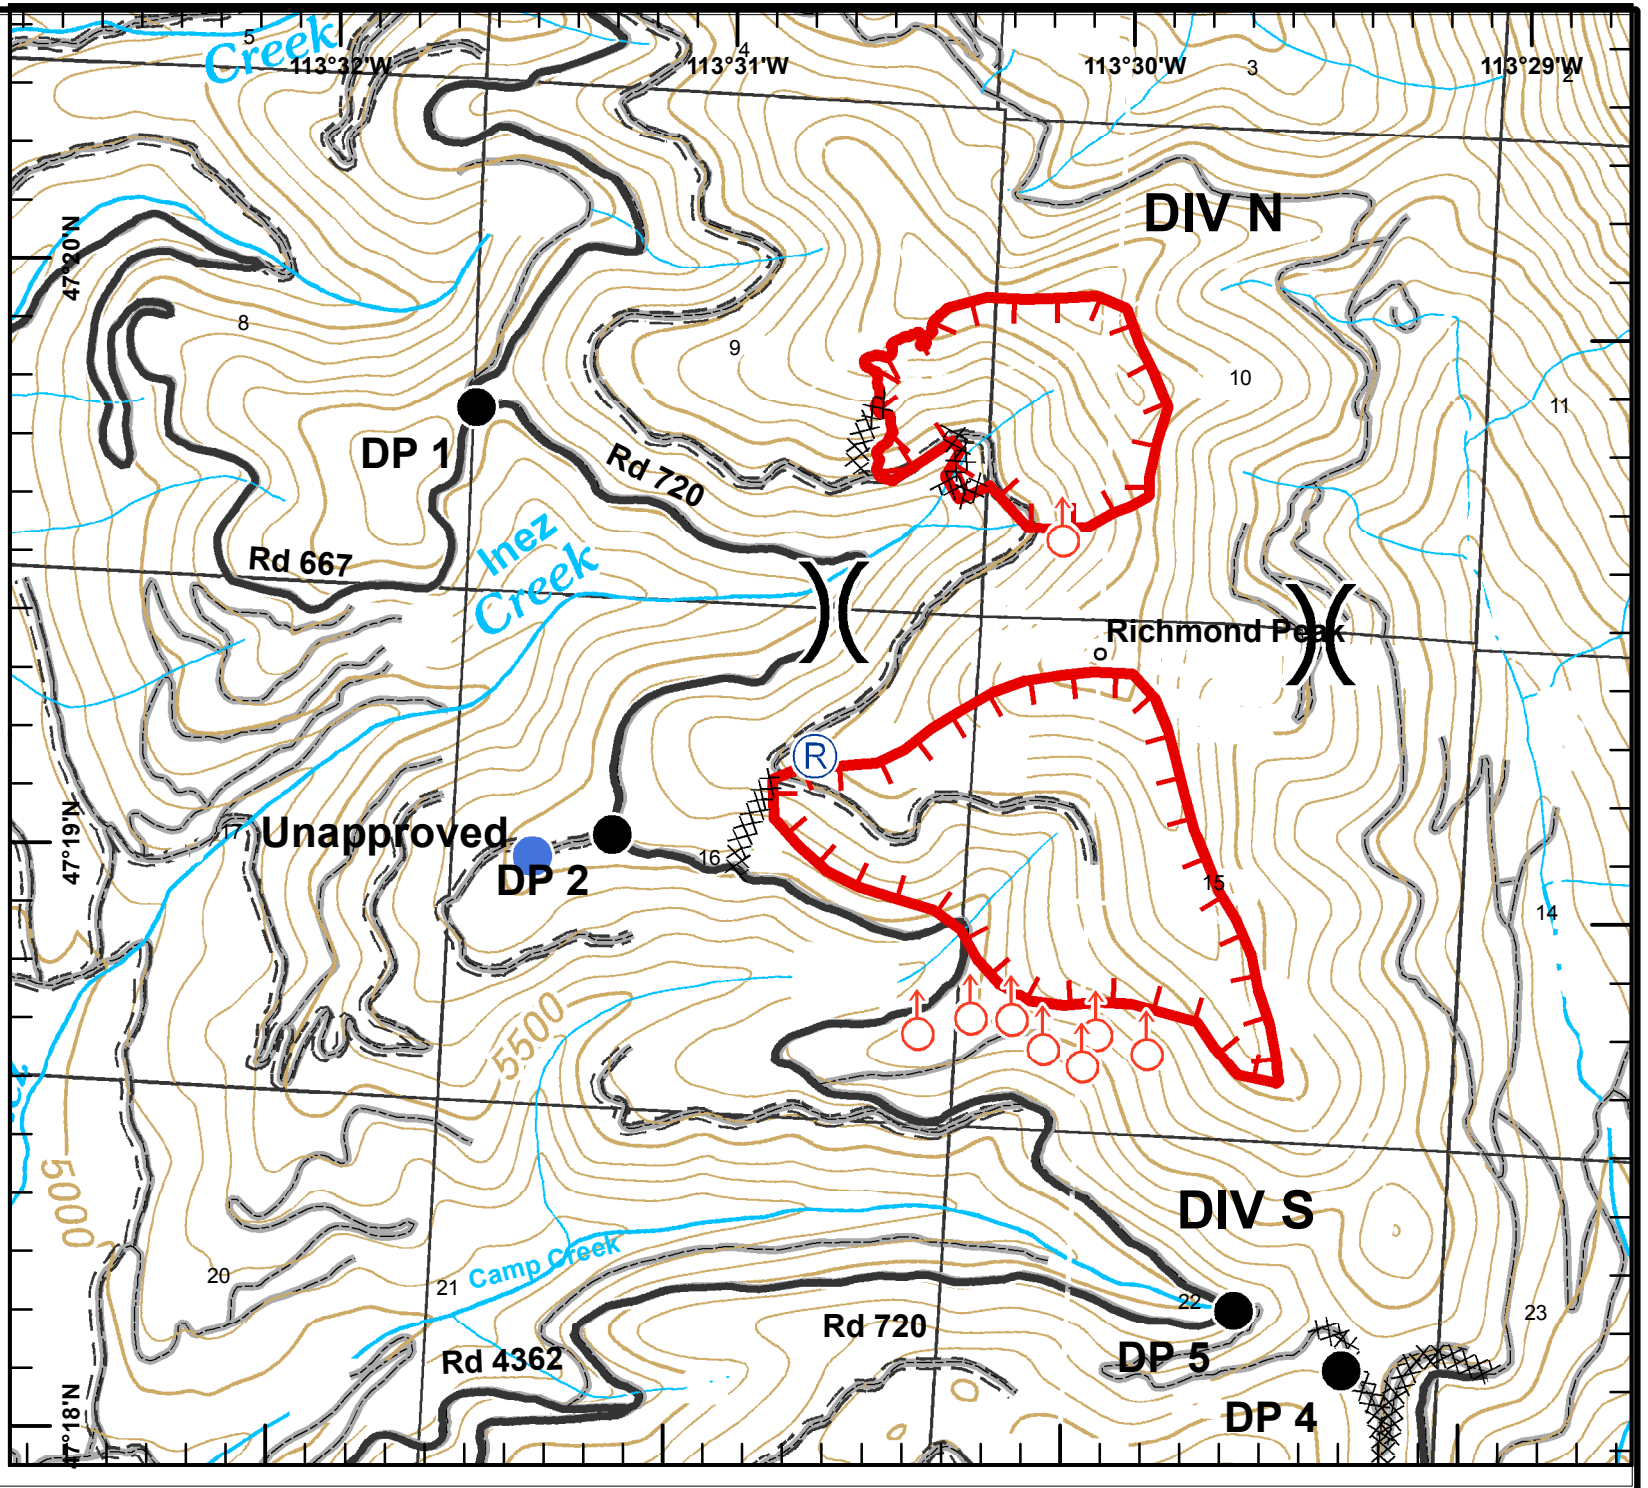 5
Creek
113°32'W
4
113°31'W
113°30'W
3
113°29'W
2
DIV N
47°20'N
8
9
10
11
DP 1
Rd 720
Inez
Creek
Rd 667
Richmond Peak
R
47°19'N
17
Unapproved
DP 2
16
15
14
5500
5000
DIV S
20
21
Camp Creek
22
23
Rd 720
DP 5
Rd 4362
DP 4
47°18'N